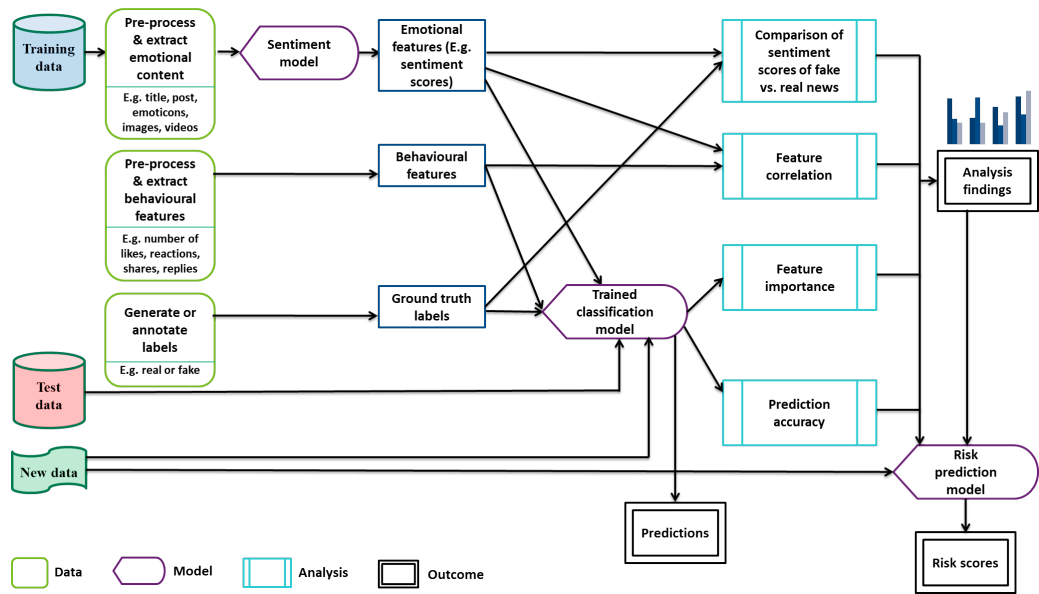 Training
data
Pre-process
& extract
emotional
content
E.g. title, post,
emoticons,
images, videos
Sentiment
model
Emotional
features (E.g.
sentiment
scores)
Comparison of
sentiment
scores of fake
vs. real news
Pre-process
& extract
behavioural
features
E.g. number of
likes, reactions,
shares, replies
Behavioural
features
Feature
correlation
Analysis
findings
Generate or
annotate
labels
E.g. real or fake
Ground truth
labels
Trained
classification
model
Feature
importance
Test
data
Prediction
accuracy
New data
Risk
prediction
model
Predictions
Risk scores
Data
Model
Analysis
Outcome